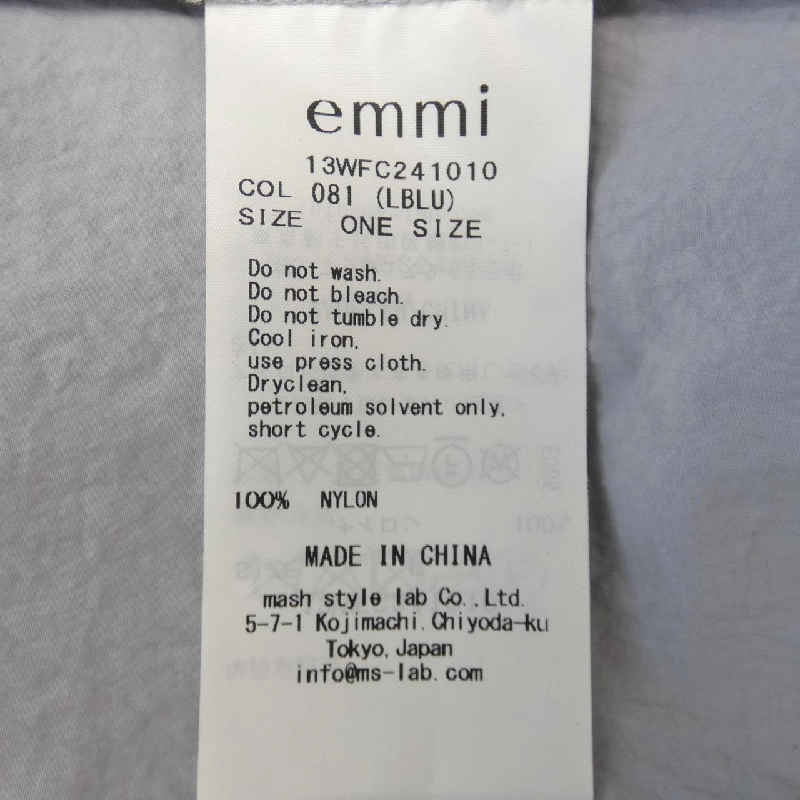 emmi
13WFC241010
COL 081 (LBLU)
SIZE ONE SIZE
Do not wash.
Do not bleach.
Do not tumble dry.
Cool iron,
use press cloth.
Dryclean,
petroleum solvent only,
short cycle.
100% NYLON
MADE IN CHINA
mash style lab Co.,Ltd.
5-7-1 Kojimachi,Chiyoda-ku
Tokyo,Japan
info@ms-lab.com